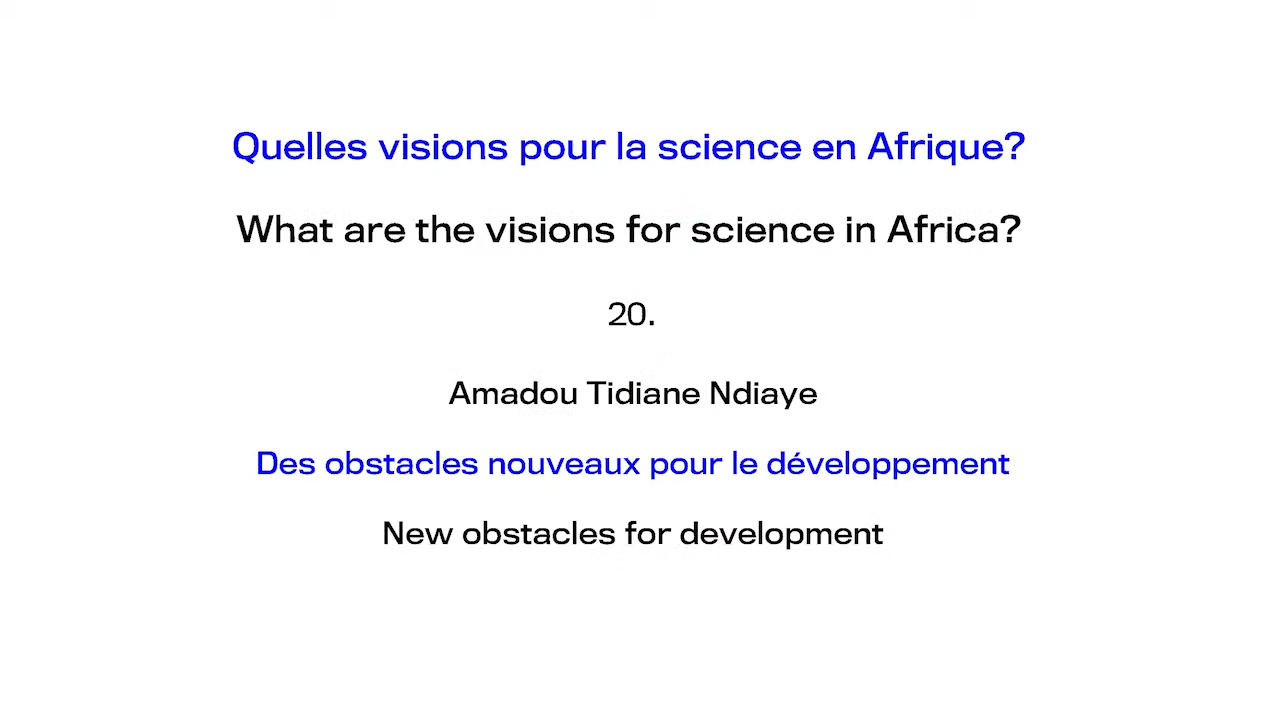 Quelles visions pour la science en Afrique?
What are the visions for science in Africa?
20.
Amadou Tidiane Ndiaye
Des obstacles nouveaux pour le développement
New obstacles for development